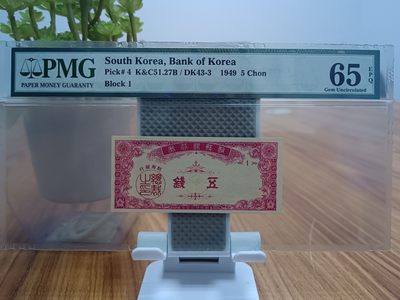 PMG
PAPER MONEY GUARANTY
South Korea, Bank of Korea
Pick# 4 K&C51.27B / DK43-3 1949 5 Chon
Block 1
65 EPQ
Gem Uncirculated
1
錢 五